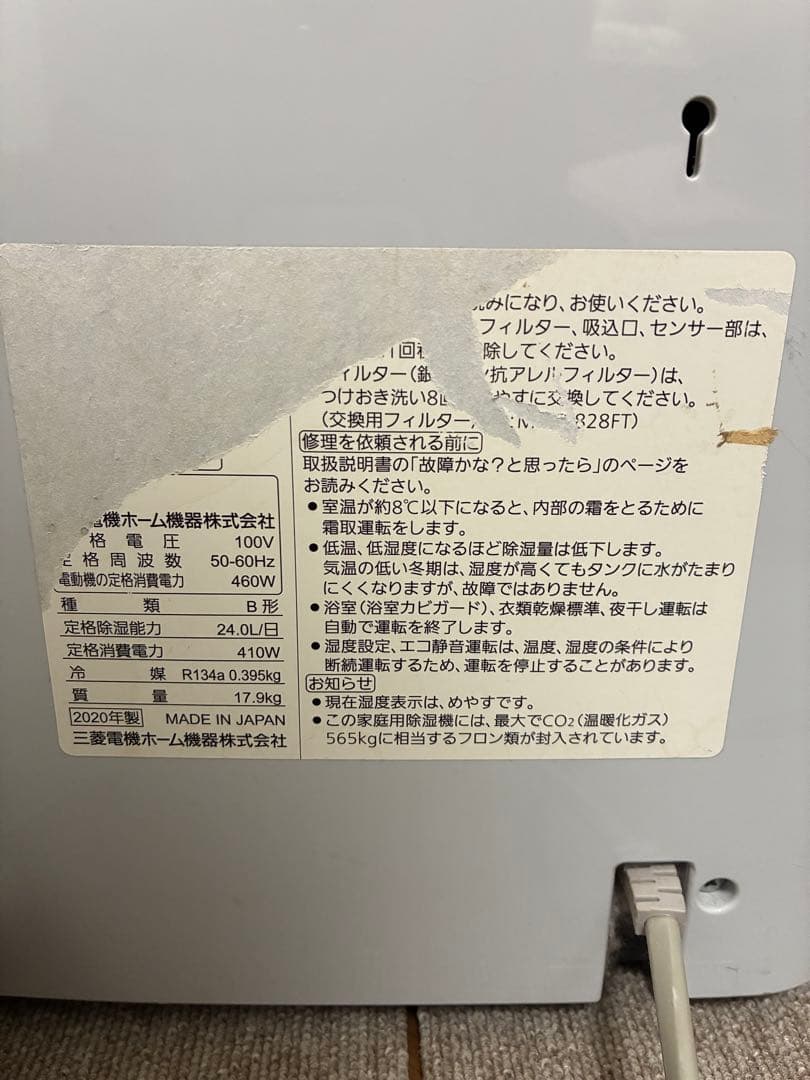 電機ホーム機器株式会社
格電圧 100V
格周波数 50-60Hz
電動機の定格消費電力 460W
種類 B形
定格除湿能力 24.0L/日
定格消費電力 410W
冷媒 R134a 0.395kg
質量 17.9kg
2020年製 MADE IN JAPAN
三菱電機ホーム機器株式会社
みになり、お使いください。
フィルター、吸込口、センサー部は、
1回 除してください。
ィルター(銀 抗アレルフィルター)は、
つけおき洗い8回 やすに交換してください。
(交換用フィルター 828FT)
修理を依頼される前に
取扱説明書の「故障かな?と思ったら」のページを
お読みください。
●室温が約8℃以下になると、内部の霜をとるために
霜取運転をします。
●低温、低湿度になるほど除湿量は低下します。
気温の低い冬期は、湿度が高くてもタンクに水がたまり
にくくなりますが、故障ではありません。
●浴室(浴室カビガード)、衣類乾燥標準、夜干し運転は
自動で運転を終了します。
●湿度設定、エコ静音運転は、温度、湿度の条件により
断続運転するため、運転を停止することがあります。
お知らせ
●現在湿度表示は、めやすです。
●この家庭用除湿機には、最大でCO₂(温暖化ガス)
565kgに相当するフロン類が封入されています。